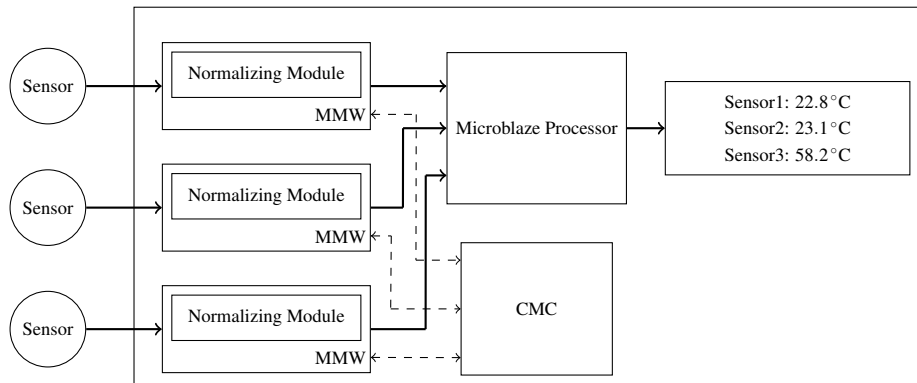 Sensor
Normalizing Module
MMW
Sensor
Normalizing Module
MMW
Sensor
Normalizing Module
MMW
Microblaze Processor
CMC
Sensor1: 22.8°C
Sensor2: 23.1°C
Sensor3: 58.2°C